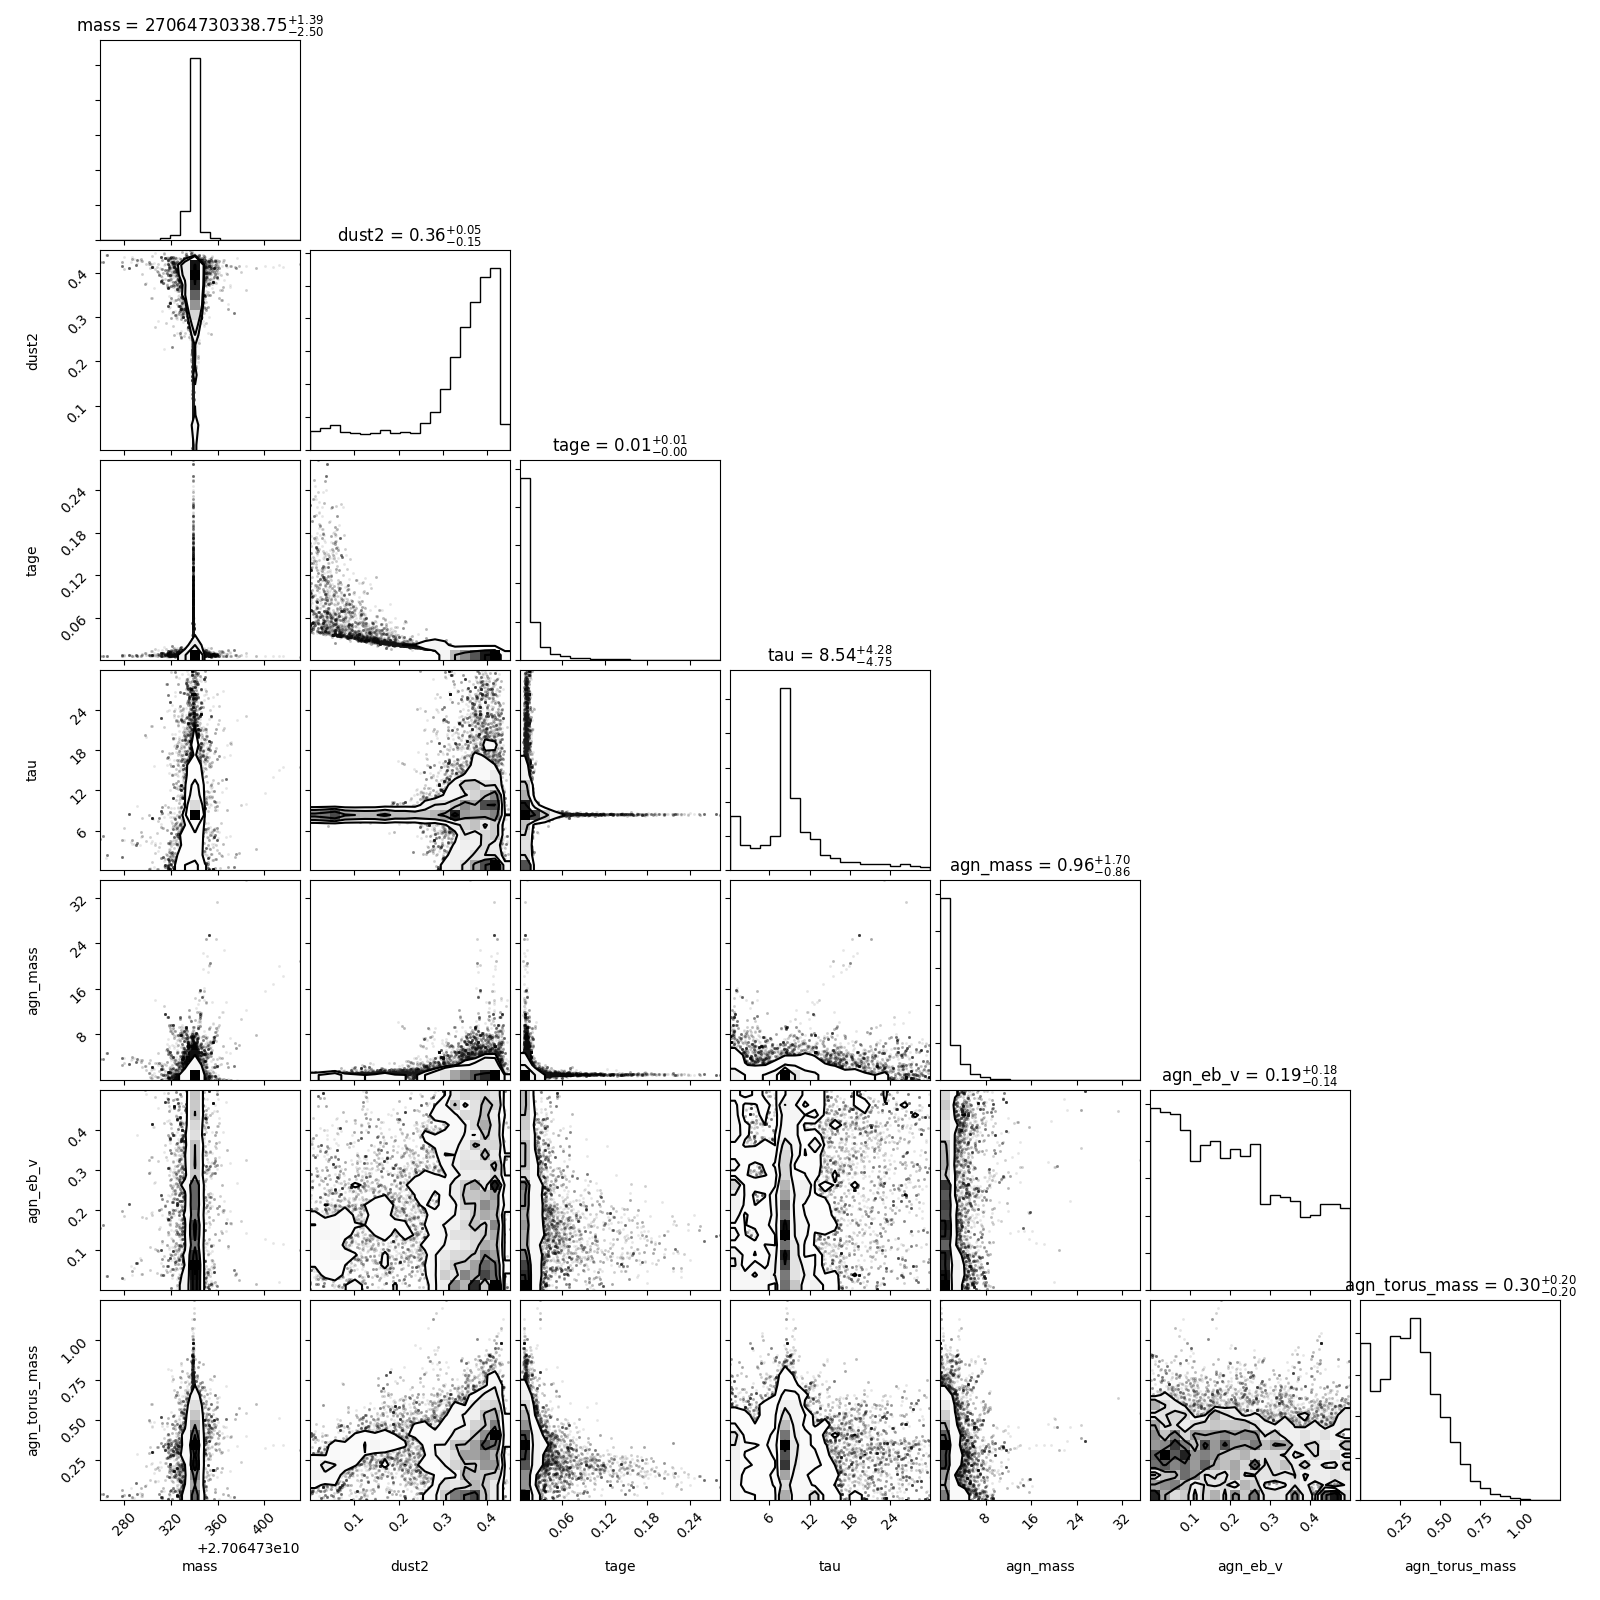 mass = 27064730338.75+1.39−2.50
dust2 = 0.36+0.05−0.15
0.4
0.3
0.2
0.1
dust2
tage = 0.01+0.01−0.00
0.24
0.18
0.12
0.06
tage
tau = 8.54+4.28−4.75
24
18
12
6
tau
agn_mass = 0.96+1.70−0.86
32
24
16
8
agn_mass
agn_eb_v = 0.19+0.18−0.14
0.4
0.3
0.2
0.1
agn_eb_v
agn_torus_mass = 0.30+0.20−0.20
1.00
0.75
0.50
0.25
agn_torus_mass
280 320 360 400 0.1 0.2 0.3 0.4 0.06 0.12 0.18 0.24 6 12 18 24 8 16 24 32 0.1 0.2 0.3 0.4 0.25 0.50 0.75 1.00
+2.706473e10
mass dust2 tage tau agn_mass agn_eb_v agn_torus_mass